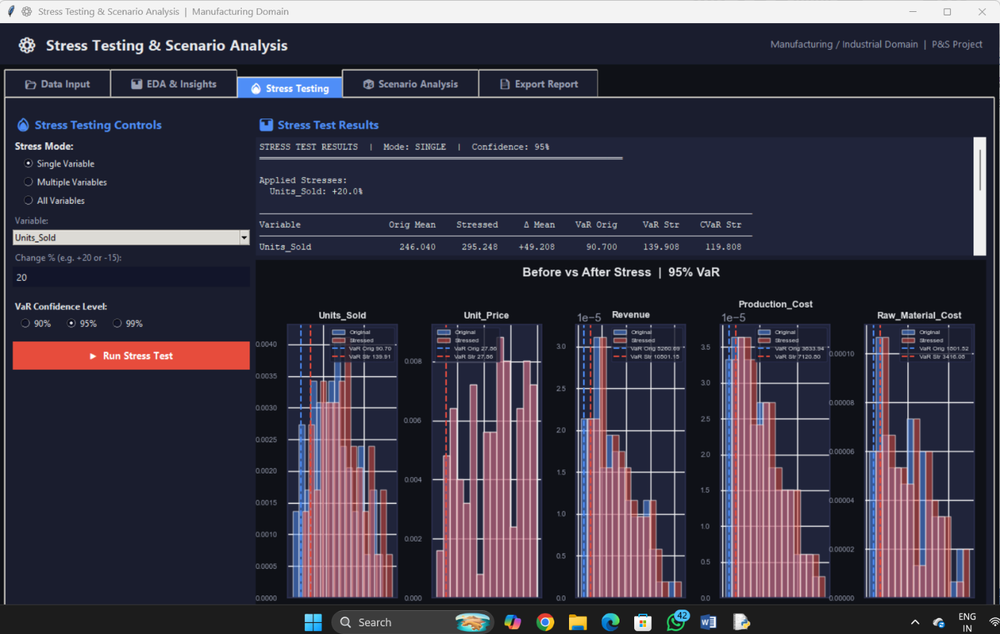 Stress Testing & Scenario Analysis | Manufacturing Domain
Stress Testing & Scenario Analysis
Manufacturing / Industrial Domain | P&S Project
Data Input
EDA & Insights
Stress Testing
Scenario Analysis
Export Report
Stress Testing Controls
Stress Mode:
Single Variable
Multiple Variables
All Variables
Variable:
Units_Sold
Change % (e.g. +20 or -15):
20
VaR Confidence Level:
90% 95% 99%
► Run Stress Test
Stress Test Results
STRESS TEST RESULTS | Mode: SINGLE | Confidence: 95%
Applied Stresses:
Units_Sold: +20.0%
Variable Orig Mean Stressed Δ Mean VaR Orig VaR Str CVaR Str
Units_Sold 246.040 295.248 +49.208 90.700 139.908 119.808
Before vs After Stress | 95% VaR
Units_Sold
Original
Stressed
VaR Orig 90.70
VaR Str 139.91
0.0040
0.0035
0.0030
0.0025
0.0020
0.0015
0.0010
0.0005
0.0000
Unit_Price
Original
Stressed
VaR Orig 27.86
VaR Str 27.86
0.008
0.006
0.004
0.002
0.000
Revenue
1e−5
Original
Stressed
VaR Orig 5260.69
VaR Str 10501.15
3.0
2.5
2.0
1.5
1.0
0.5
0.0
Production_Cost
1e−5
Original
Stressed
VaR Orig 3633.94
VaR Str 7120.80
3.5
3.0
2.5
2.0
1.5
1.0
0.5
0.0
Raw_Material_Cost
Original
Stressed
VaR Orig 1801.52
VaR Str 3416.08
0.00010
0.00008
0.00006
0.00004
0.00002
0.00000
Search
42
ENG
IN